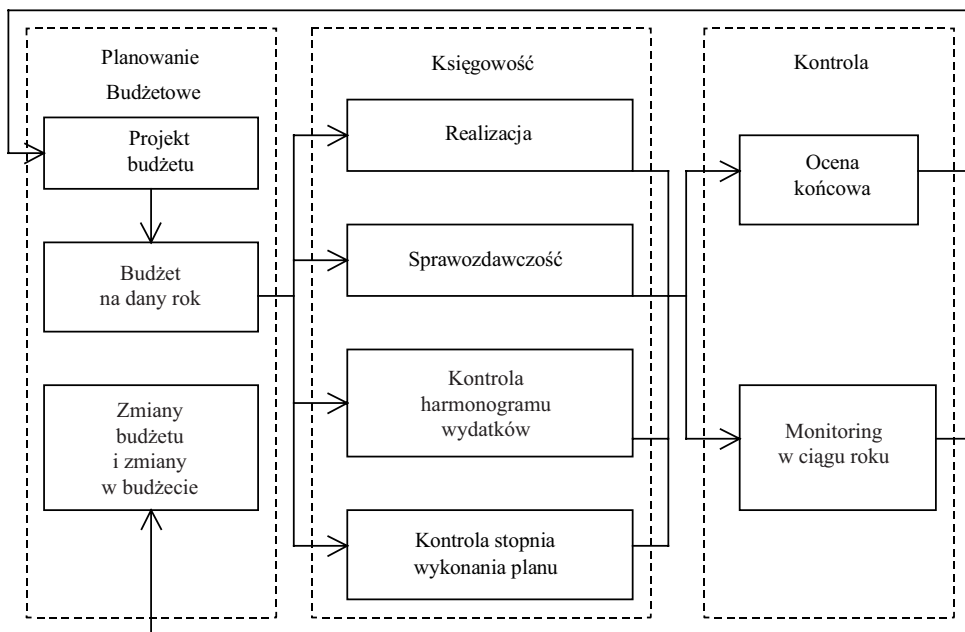 Planowanie
Budżetowe
Projekt
budżetu
Budżet
na dany rok
Zmiany
budżetu
i zmiany
w budżecie
Księgowość
Realizacja
Sprawozdawczość
Kontrola
harmonogramu
wydatków
Kontrola stopnia
wykonania planu
Kontrola
Ocena
końcowa
Monitoring
w ciągu roku